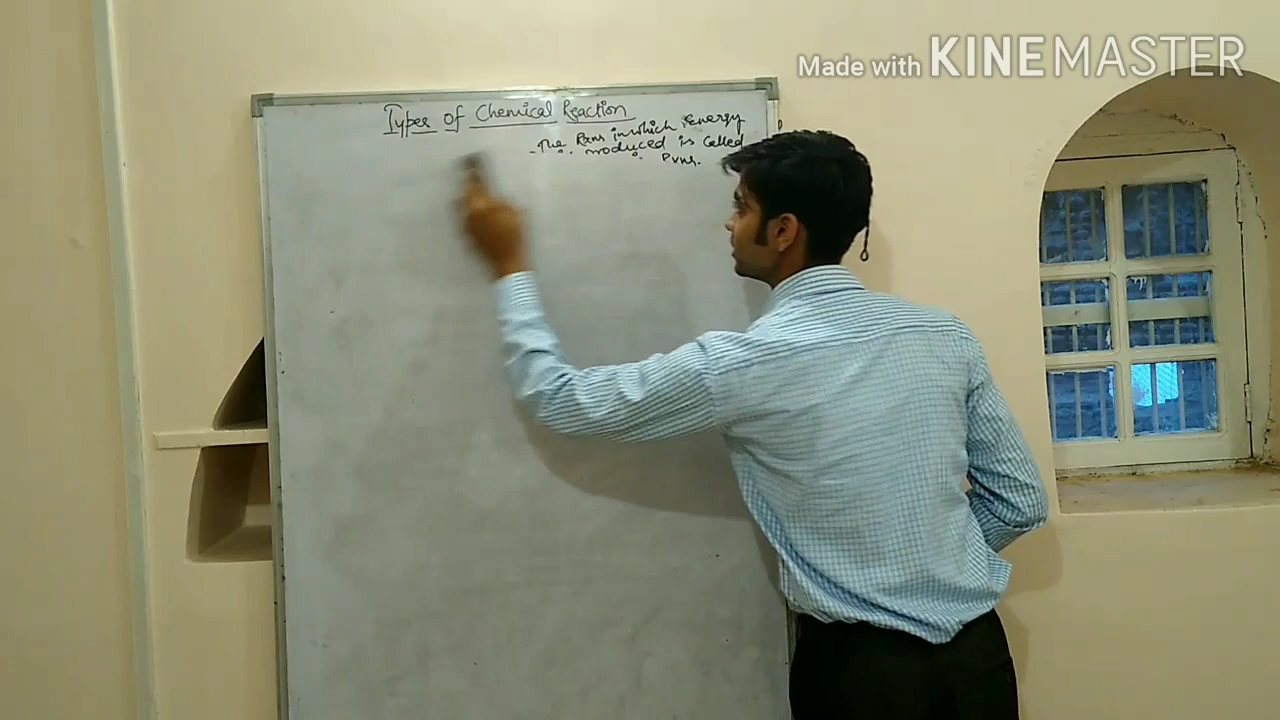 Made with KINEMASTER
Types of Chemical Reaction
The Rxns in which energy
produced is called